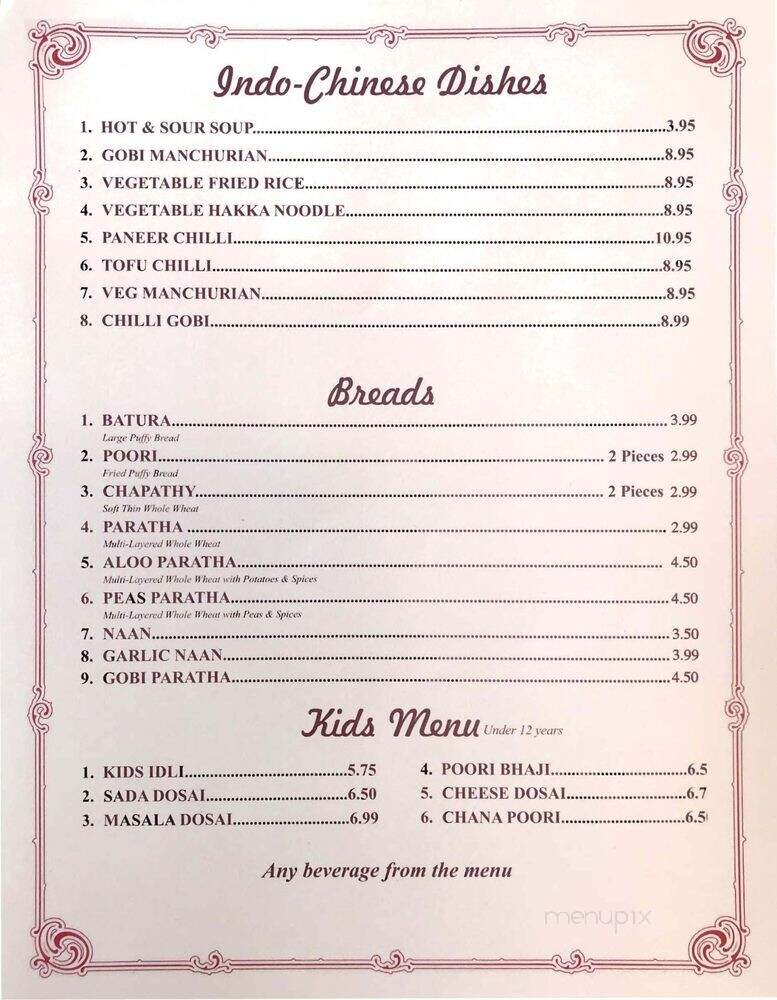 Indo-Chinese Dishes
1. HOT & SOUR SOUP..........3.95
2. GOBI MANCHURIAN..........8.95
3. VEGETABLE FRIED RICE..........8.95
4. VEGETABLE HAKKA NOODLE..........8.95
5. PANEER CHILLI..........10.95
6. TOFU CHILLI..........8.95
7. VEG MANCHURIAN..........8.95
8. CHILLI GOBI..........8.99
Breads
1. BATURA..........3.99
Large Puffy Bread
2. POORI..........2 Pieces 2.99
Fried Puffy Bread
3. CHAPATHY..........2 Pieces 2.99
Soft Thin Whole Wheat
4. PARATHA..........2.99
Multi-Layered Whole Wheat
5. ALOO PARATHA..........4.50
Multi-Layered Whole Wheat with Potatoes & Spices
6. PEAS PARATHA..........4.50
Multi-Layered Whole Wheat with Peas & Spices
7. NAAN..........3.50
8. GARLIC NAAN..........3.99
9. GOBI PARATHA..........4.50
Kids Menu Under 12 years
1. KIDS IDLI..........5.75
2. SADA DOSAI..........6.50
3. MASALA DOSAI..........6.99
4. POORI BHAJI..........6.5
5. CHEESE DOSAI..........6.7
6. CHANA POORI..........6.5
Any beverage from the menu
menupix